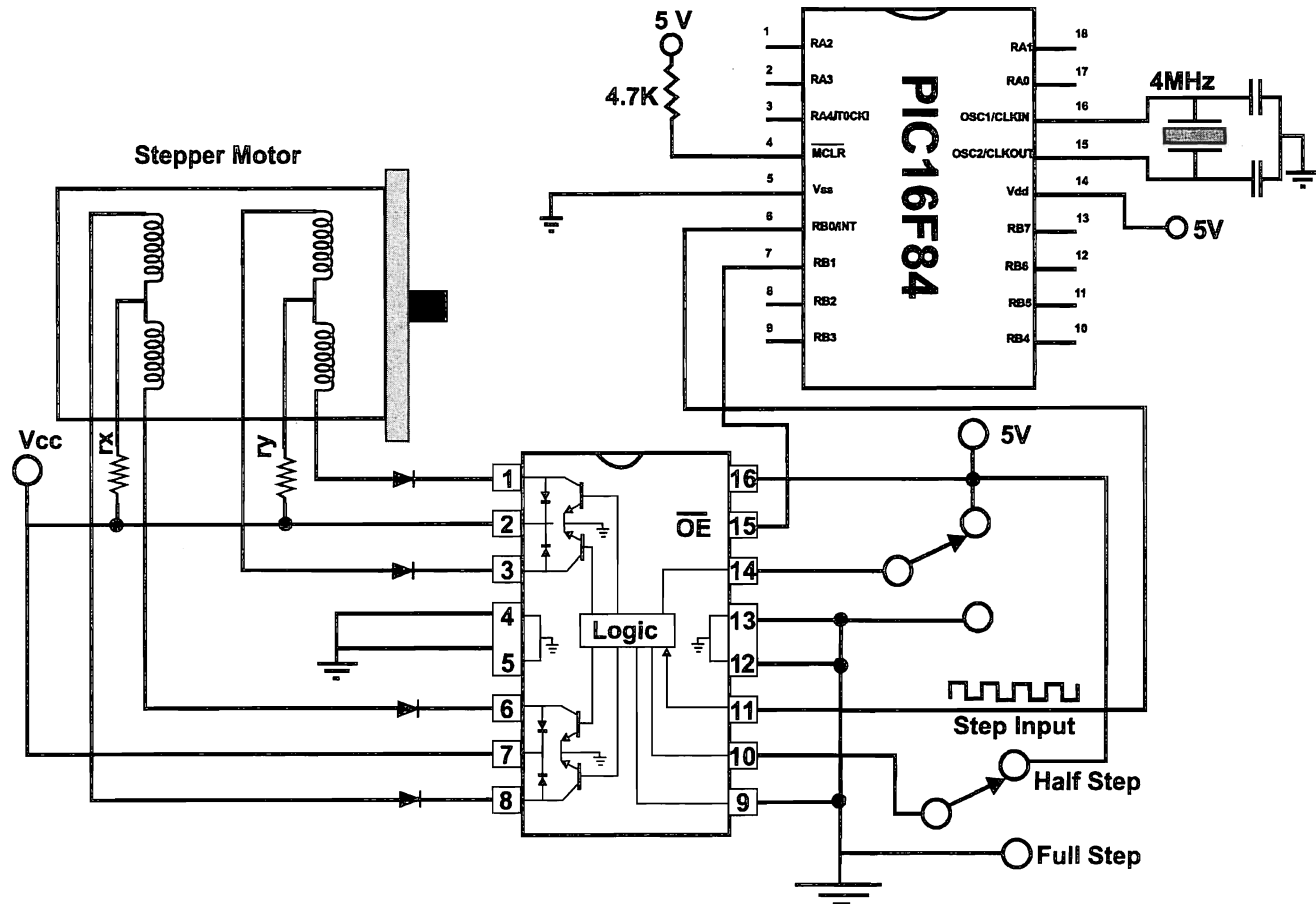 5 V
4.7K
1
RA2
2
RA3
3
RA4/T0CKI
4
MCLR
5
Vss
6
RB0/INT
7
RB1
8
RB2
9
RB3
PIC16F84
RA1
18
RA0
17
OSC1/CLKIN
16
OSC2/CLKOUT
15
Vdd
14
RB7
13
RB6
12
RB5
11
RB4
10
4MHz
5V
Stepper Motor
Vcc
rx
ry
1
2
3
4
5
6
7
8
Logic
OE
16
15
14
13
12
11
10
9
5V
Step Input
Half Step
Full Step